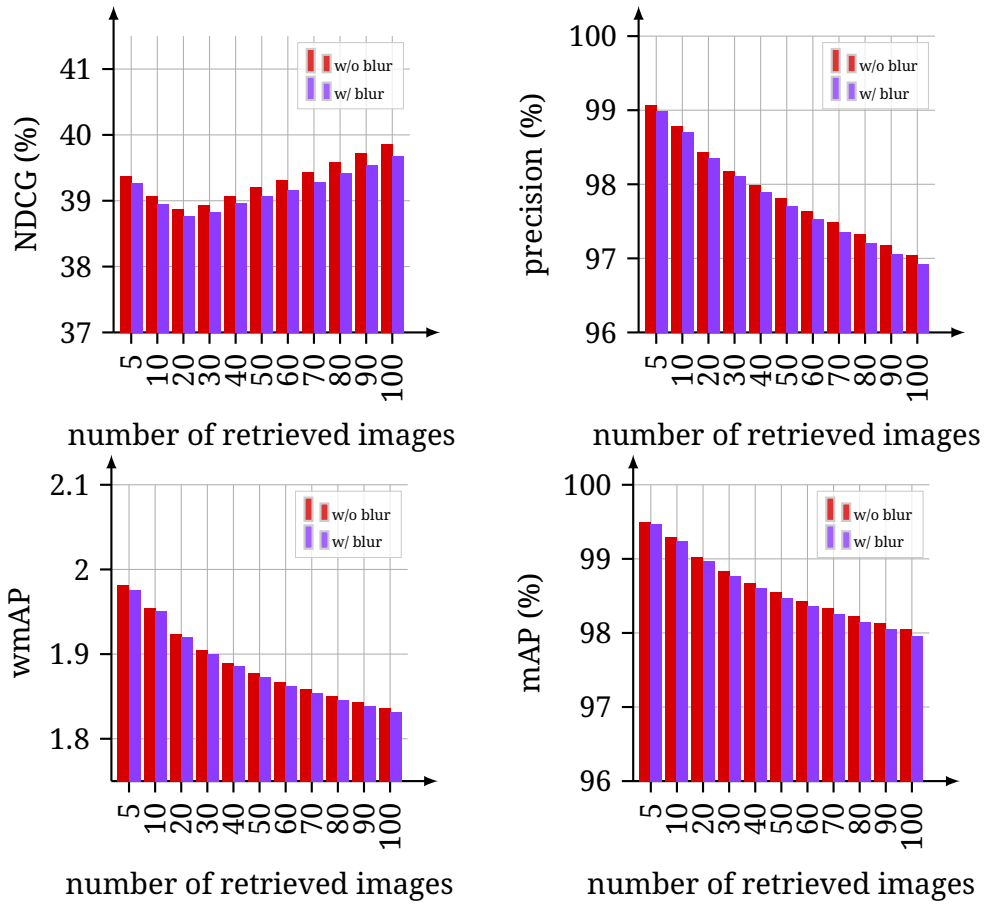 NDCG (%)
41
40
39
38
37
w/o blur
w/ blur
5 10 20 30 40 50 60 70 80 90 100
number of retrieved images
precision (%)
100
99
98
97
96
w/o blur
w/ blur
5 10 20 30 40 50 60 70 80 90 100
number of retrieved images
wmAP
2.1
2
1.9
1.8
w/o blur
w/ blur
5 10 20 30 40 50 60 70 80 90 100
number of retrieved images
mAP (%)
100
99
98
97
96
w/o blur
w/ blur
5 10 20 30 40 50 60 70 80 90 100
number of retrieved images